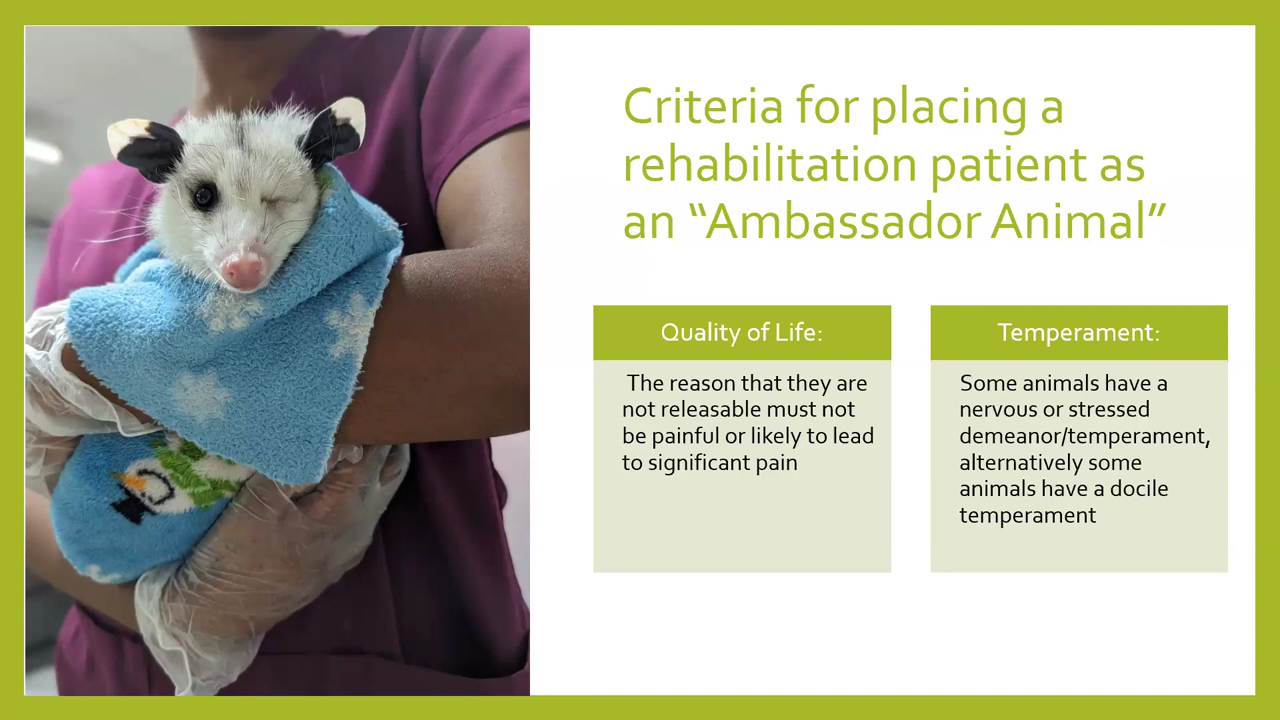 Criteria for placing a
rehabilitation patient as
an “Ambassador Animal”
Quality of Life:
The reason that they are
not releasable must not
be painful or likely to lead
to significant pain
Temperament:
Some animals have a
nervous or stressed
demeanor/temperament,
alternatively some
animals have a docile
temperament